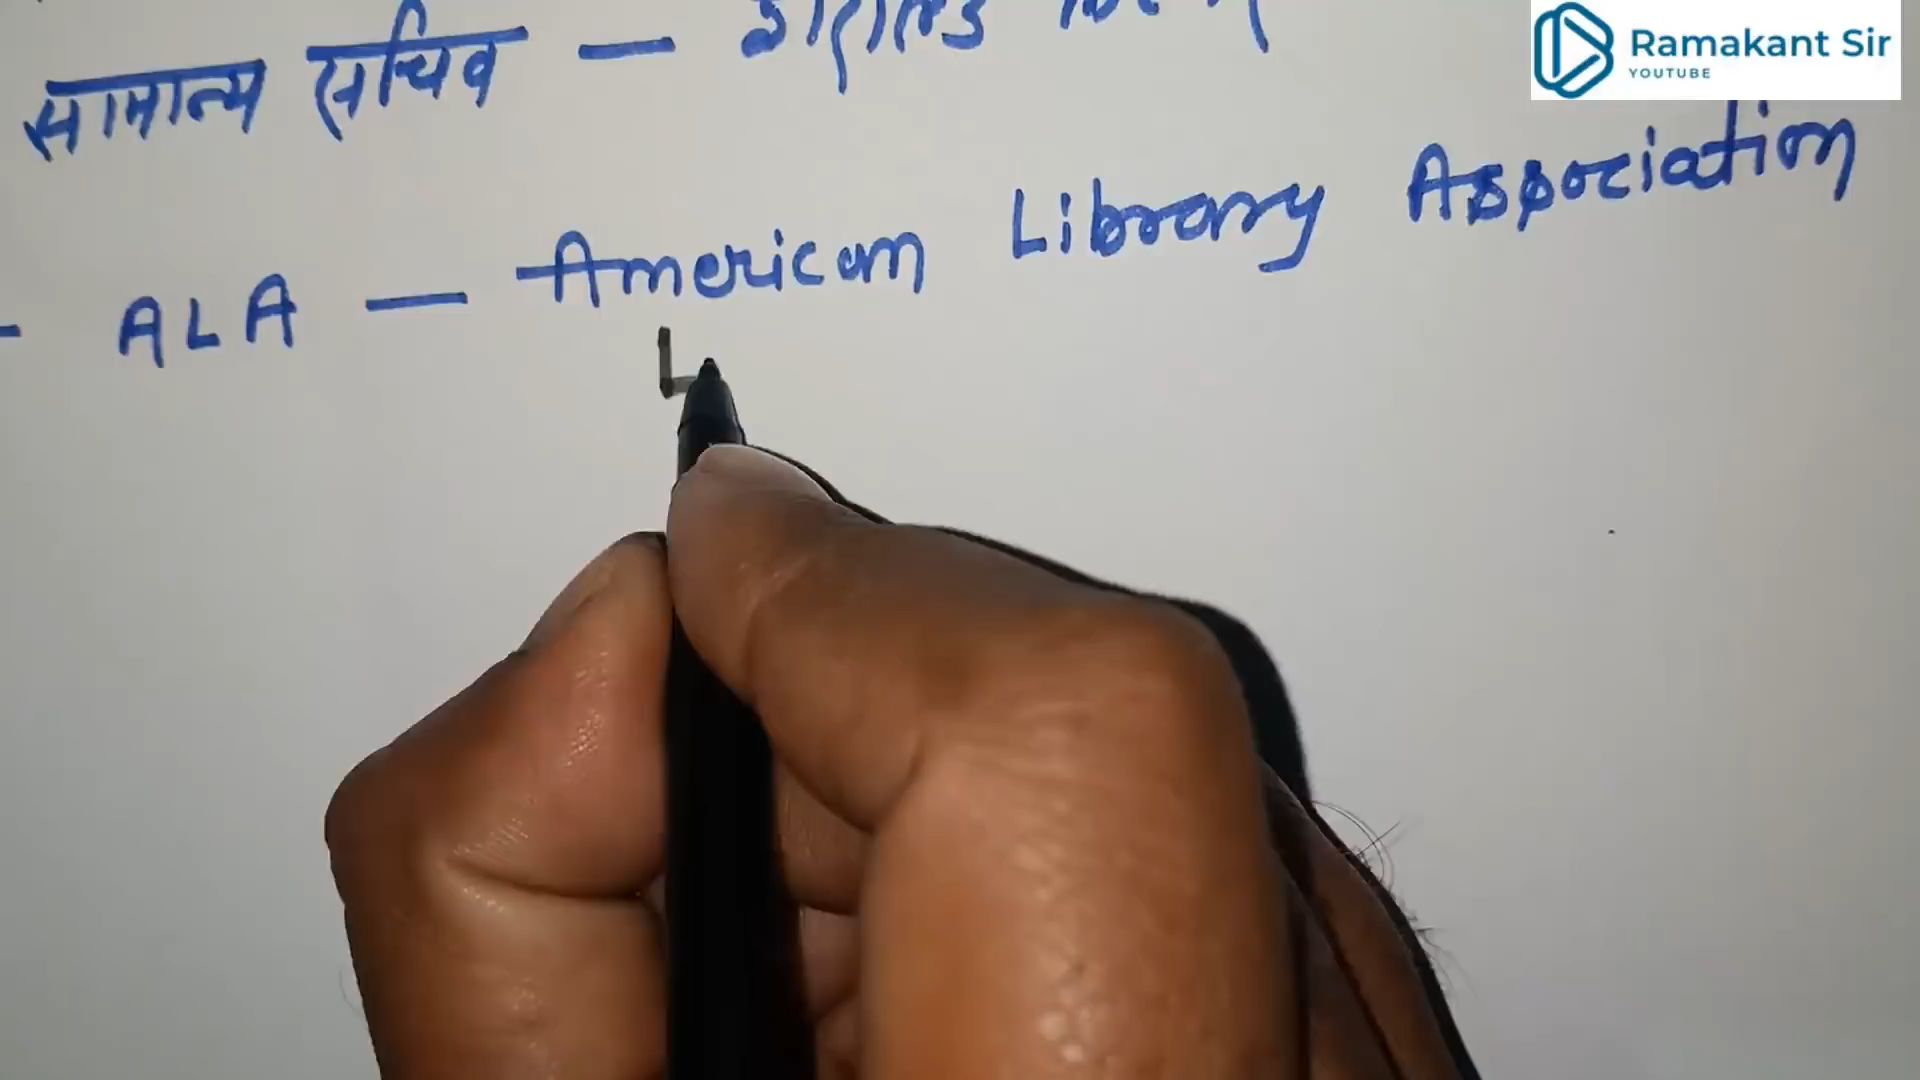 सामान्य सचिव —
Ramakant Sir
YOUTUBE
- ALA — American Library Association
L